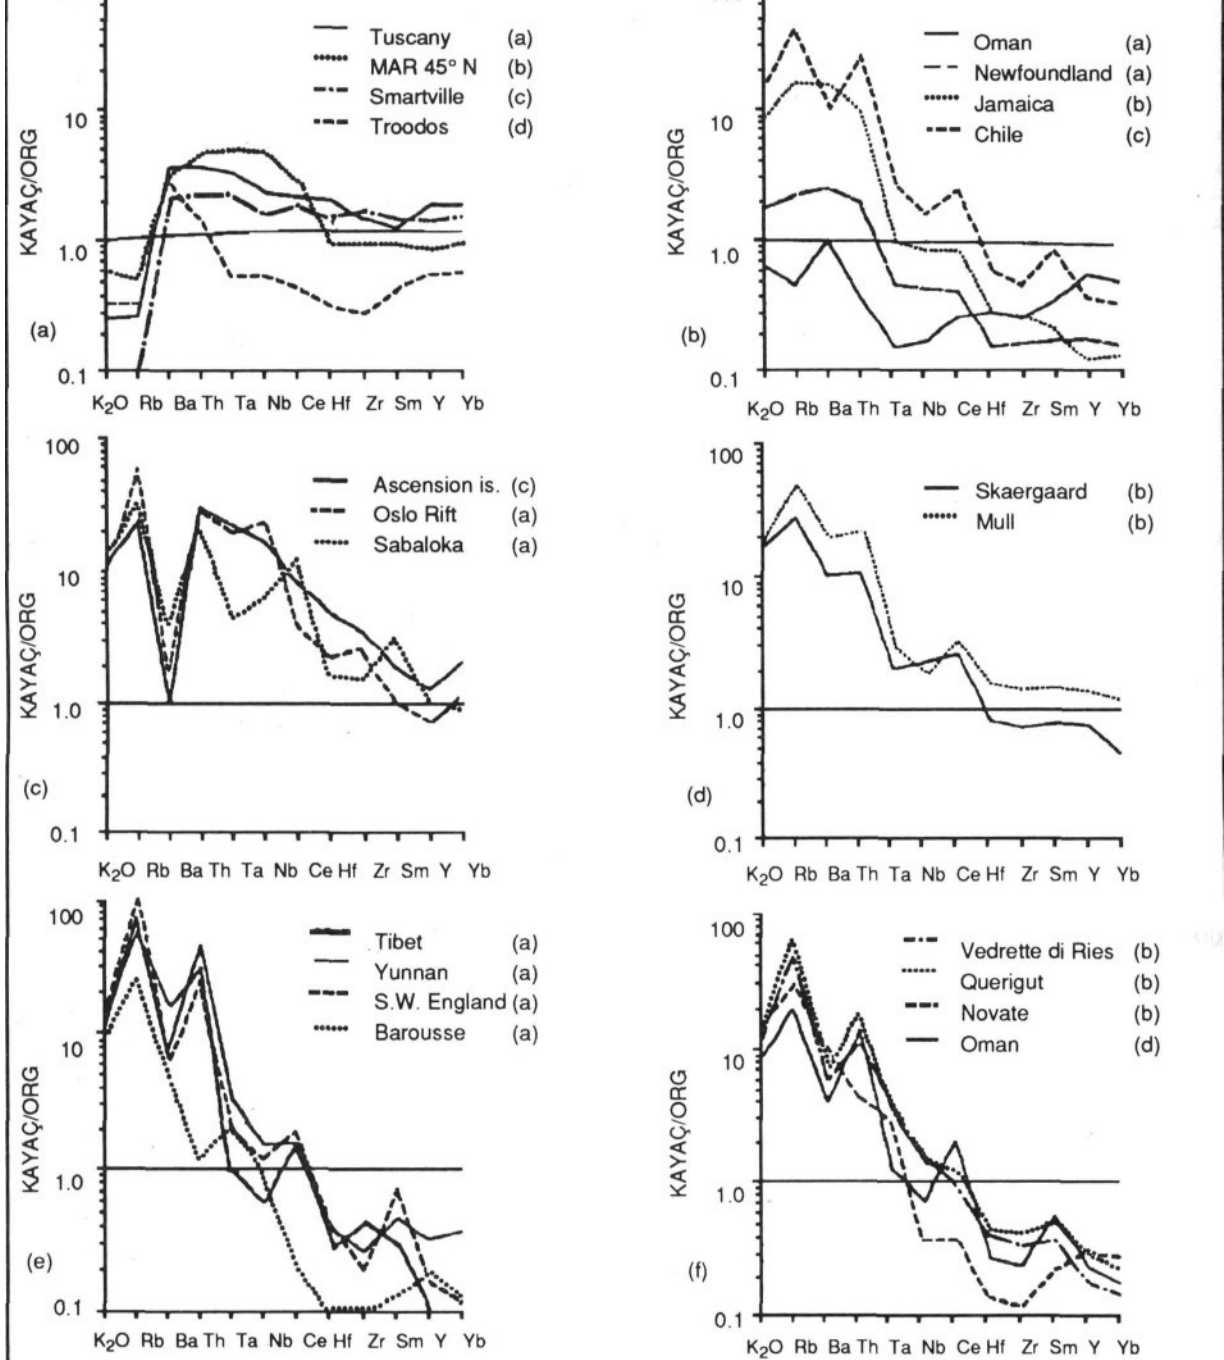 Tuscany (a)
MAR 45° N (b)
Smartville (c)
Troodos (d)
10
1.0
0.1
KAYAÇ/ORG
(a)
K₂O Rb Ba Th Ta Nb Ce Hf Zr Sm Y Yb
Oman (a)
Newfoundland (a)
Jamaica (b)
Chile (c)
10
1.0
0.1
KAYAÇ/ORG
(b)
K₂O Rb Ba Th Ta Nb Ce Hf Zr Sm Y Yb
100
10
1.0
0.1
KAYAÇ/ORG
Ascension is. (c)
Oslo Rift (a)
Sabaloka (a)
(c)
K₂O Rb Ba Th Ta Nb Ce Hf Zr Sm Y Yb
100
10
1.0
0.1
KAYAÇ/ORG
Skaergaard (b)
Mull (b)
(d)
K₂O Rb Ba Th Ta Nb Ce Hf Zr Sm Y Yb
100
10
1.0
0.1
KAYAÇ/ORG
Tibet (a)
Yunnan (a)
S.W. England (a)
Barousse (a)
(e)
K₂O Rb Ba Th Ta Nb Ce Hf Zr Sm Y Yb
100
10
1.0
0.1
KAYAÇ/ORG
Vedrette di Ries (b)
Querigut (b)
Novate (b)
Oman (d)
(f)
K₂O Rb Ba Th Ta Nb Ce Hf Zr Sm Y Yb